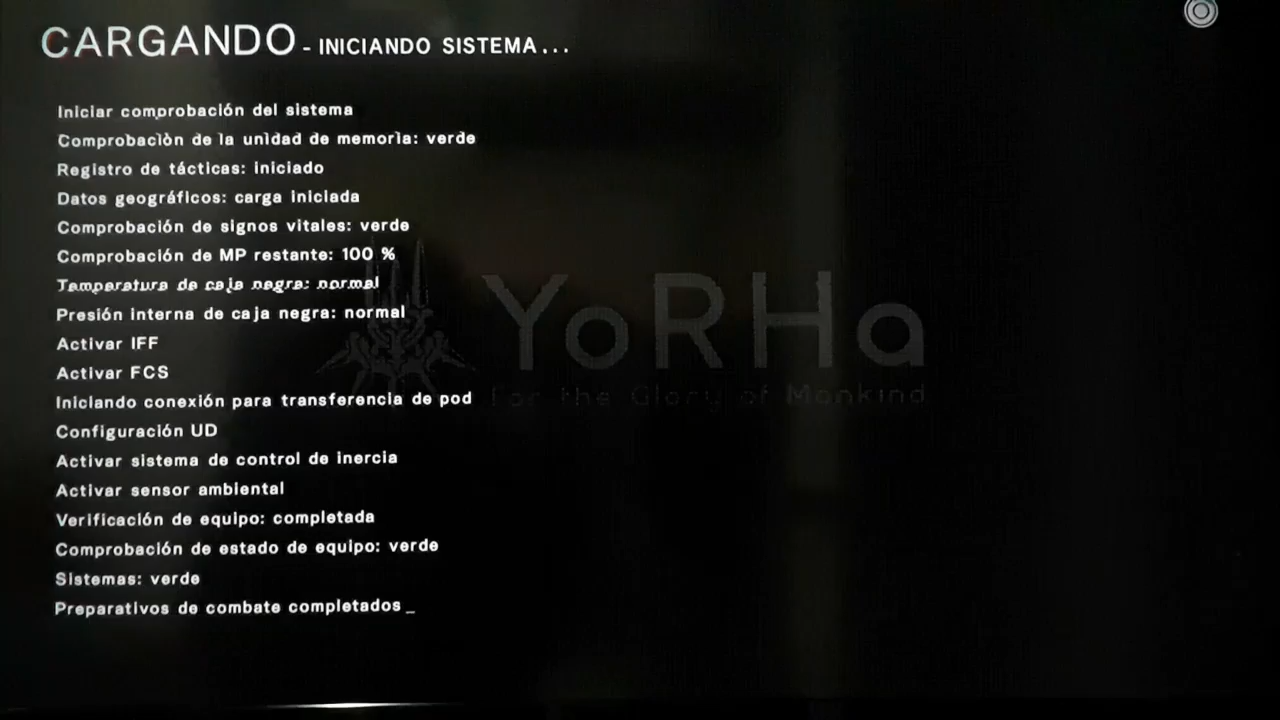 CARGANDO - INICIANDO SISTEMA...
Iniciar comprobación del sistema
Comprobación de la unidad de memoria: verde
Registro de tácticas: iniciado
Datos geográficos: carga iniciada
Comprobación de signos vitales: verde
Comprobación de MP restante: 100 %
Temperatura de caja negra: normal
Presión interna de caja negra: normal
Activar IFF
Activar FCS
Iniciando conexión para transferencia de pod
Configuración UD
Activar sistema de control de inercia
Activar sensor ambiental
Verificación de equipo: completada
Comprobación de estado de equipo: verde
Sistemas: verde
Preparativos de combate completados _
YoRHa
For the Glory of Mankind